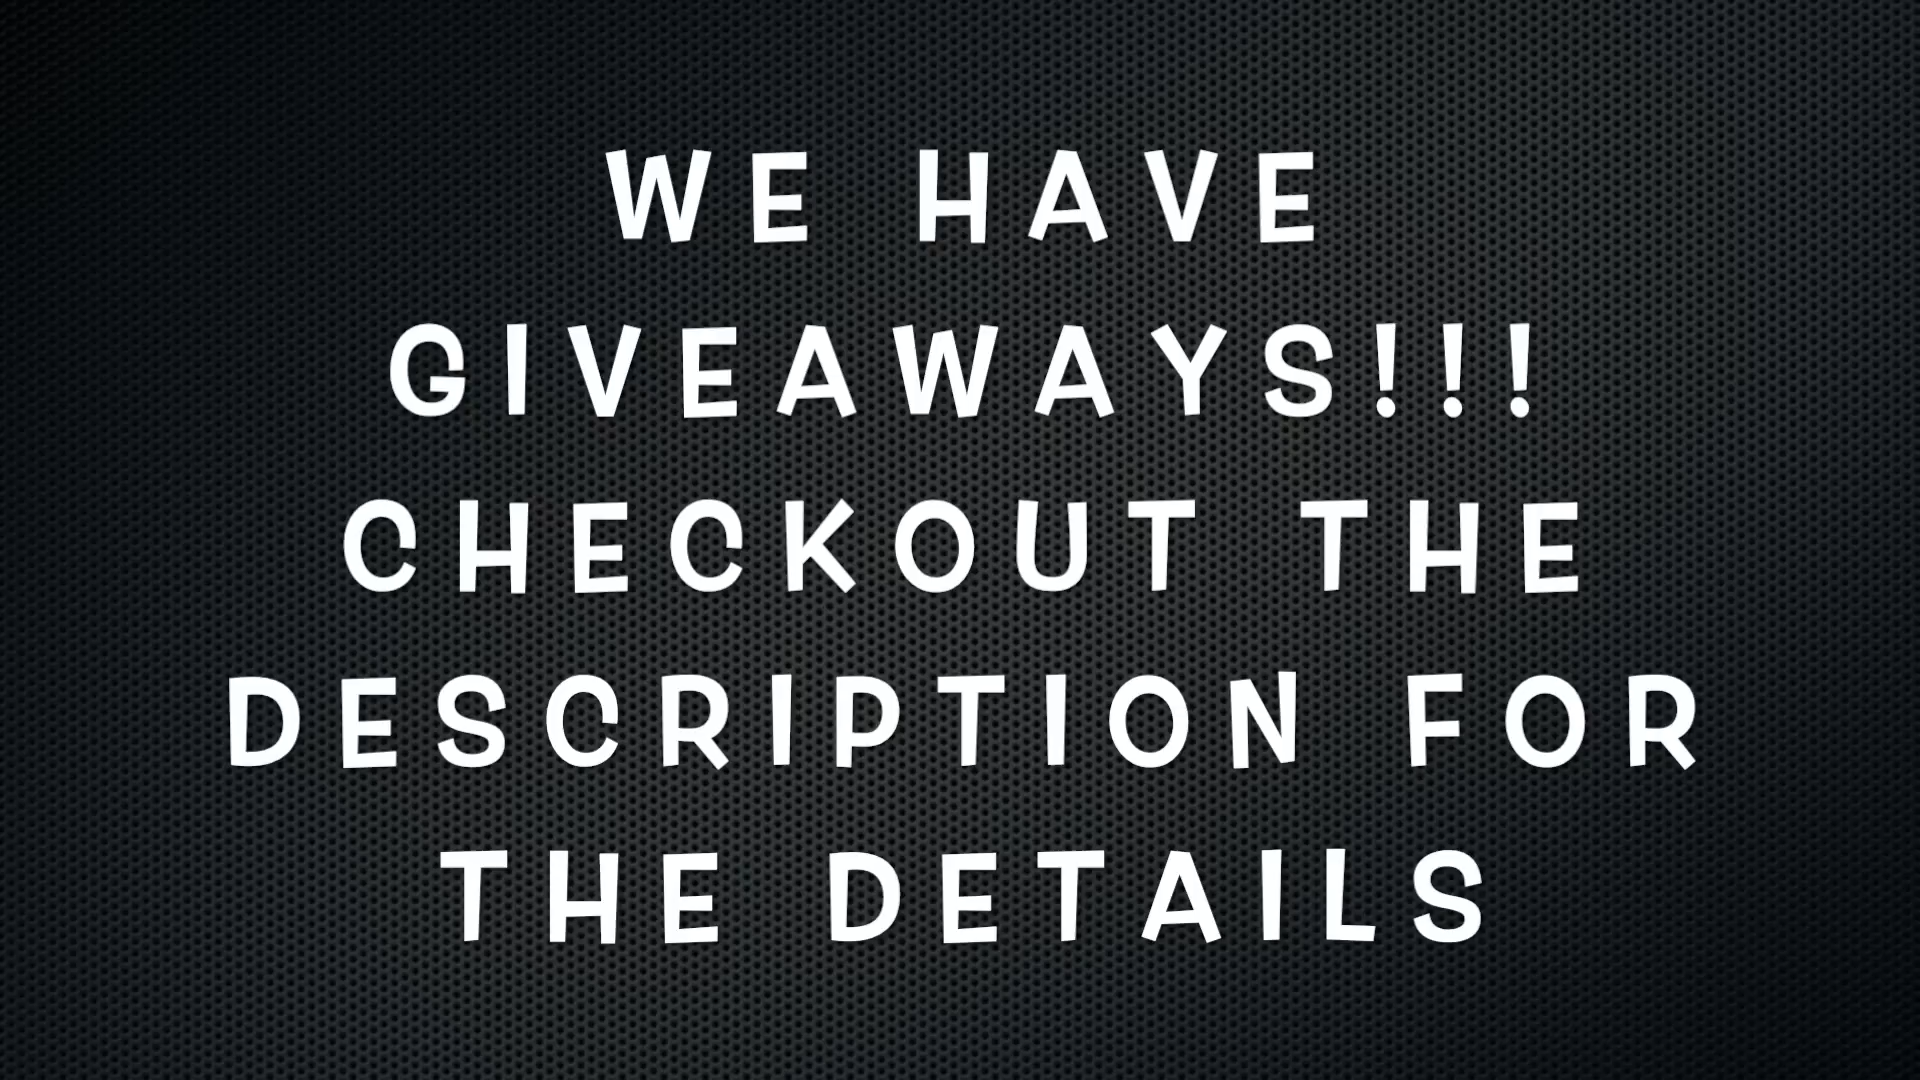 WE HAVE
GIVEAWAYS!!!
CHECKOUT THE
DESCRIPTION FOR
THE DETAILS